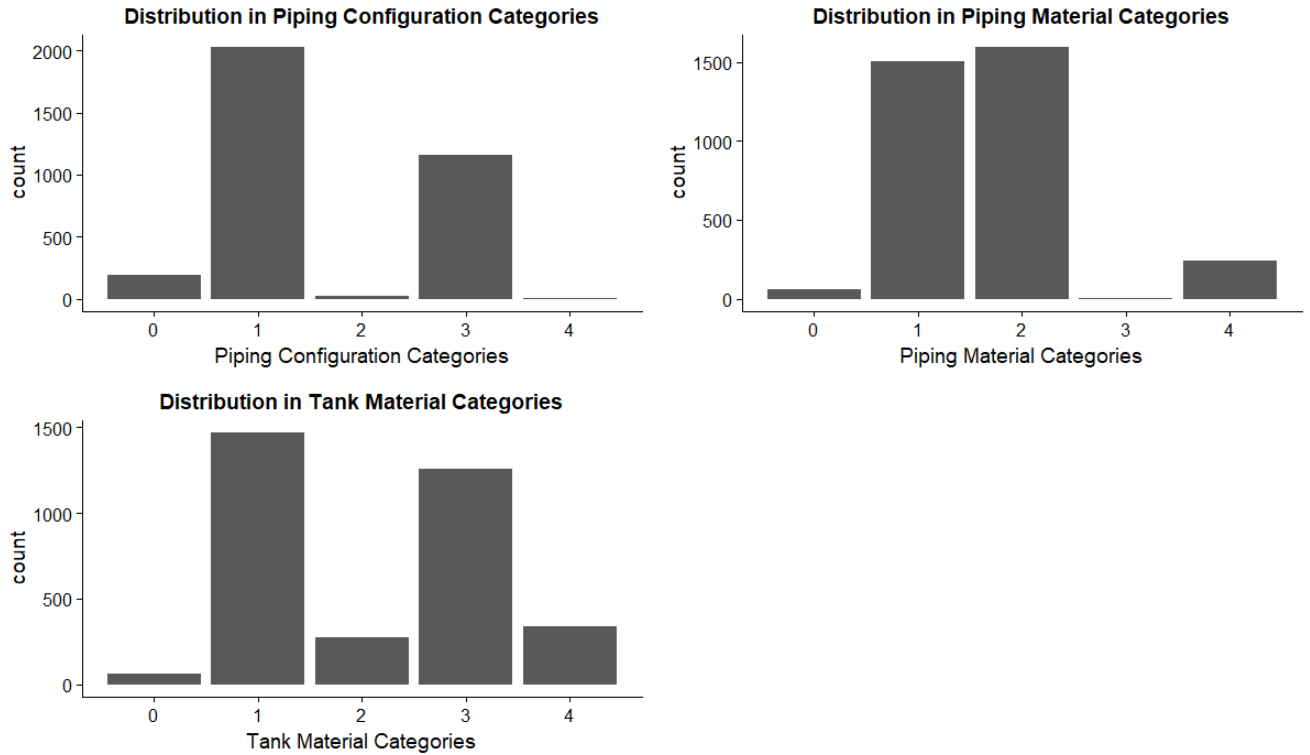 Distribution in Piping Configuration Categories
2000
1500
1000
500
0
count
0 1 2 3 4
Piping Configuration Categories
Distribution in Piping Material Categories
1500
1000
500
0
count
0 1 2 3 4
Piping Material Categories
Distribution in Tank Material Categories
1500
1000
500
0
count
0 1 2 3 4
Tank Material Categories